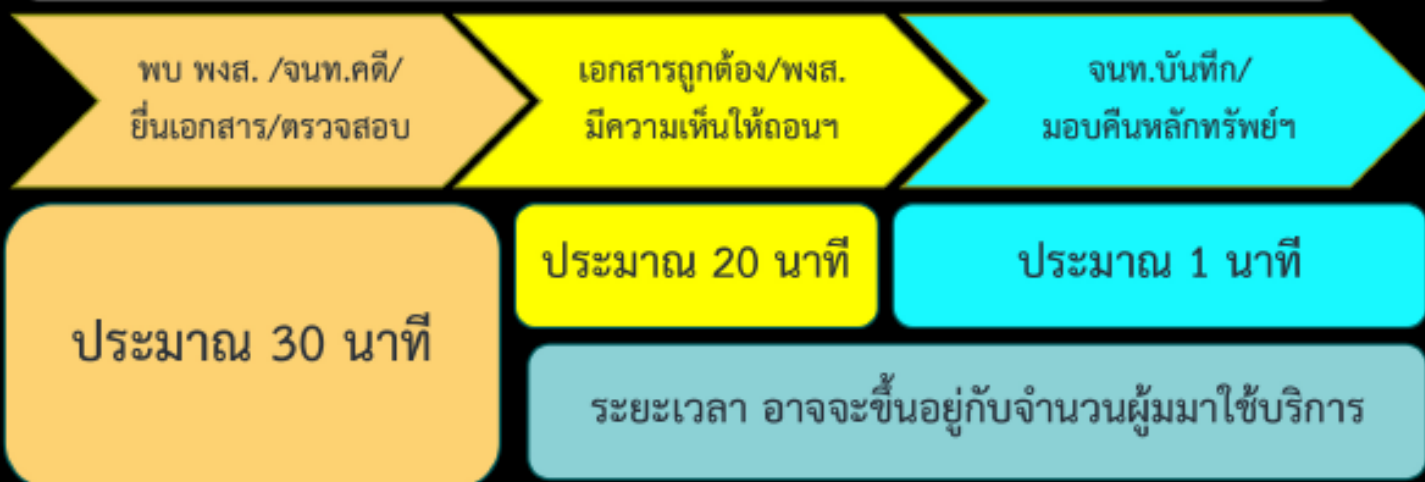 พบ พงส. /จนท.คดี/
ยื่นเอกสาร/ตรวจสอบ
เอกสารถูกต้อง/พงส.
มีความเห็นให้ถอนฯ
จนท.บันทึก/
มอบคืนหลักทรัพย์ฯ
ประมาณ 30 นาที
ประมาณ 20 นาที
ประมาณ 1 นาที
ระยะเวลา อาจจะขึ้นอยู่กับจำนวนผู้มมาใช้บริการ